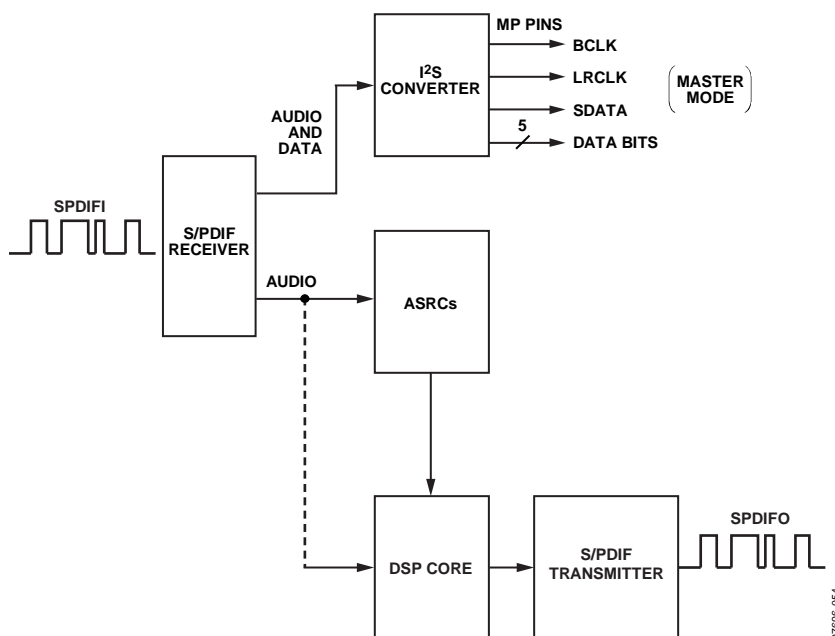 MP PINS
BCLK
LRCLK
SDATA
5
DATA BITS
(MASTER
MODE)
I²S
CONVERTER
AUDIO
AND
DATA
SPDIFI
S/PDIF
RECEIVER
AUDIO
ASRCs
DSP CORE
S/PDIF
TRANSMITTER
SPDIFO